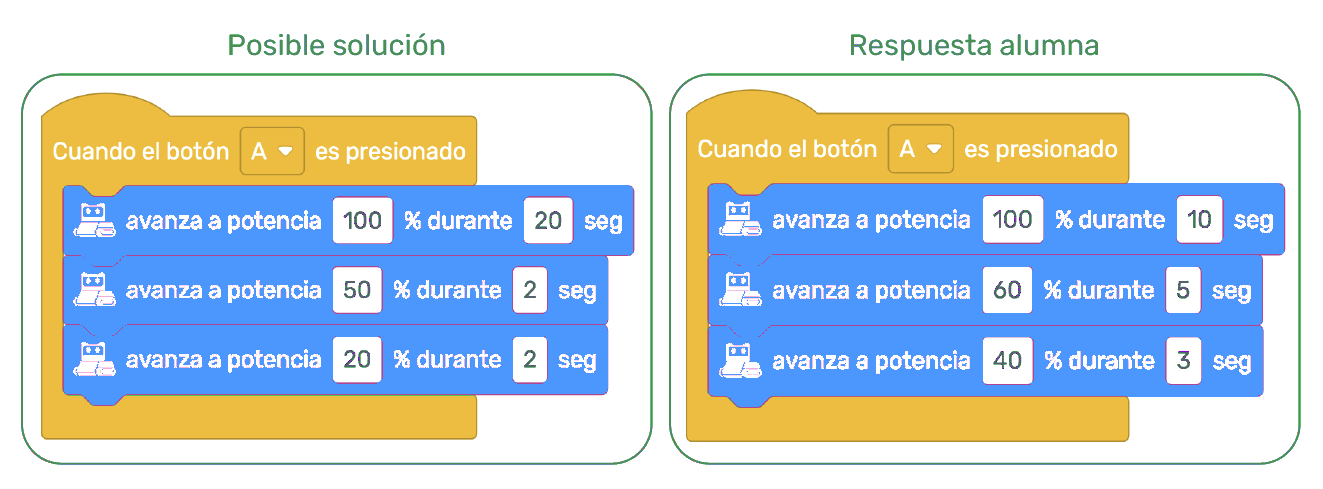 Posible solución
Cuando el botón A es presionado
avanza a potencia 100 % durante 20 seg
avanza a potencia 50 % durante 2 seg
avanza a potencia 20 % durante 2 seg
Respuesta alumna
Cuando el botón A es presionado
avanza a potencia 100 % durante 10 seg
avanza a potencia 60 % durante 5 seg
avanza a potencia 40 % durante 3 seg